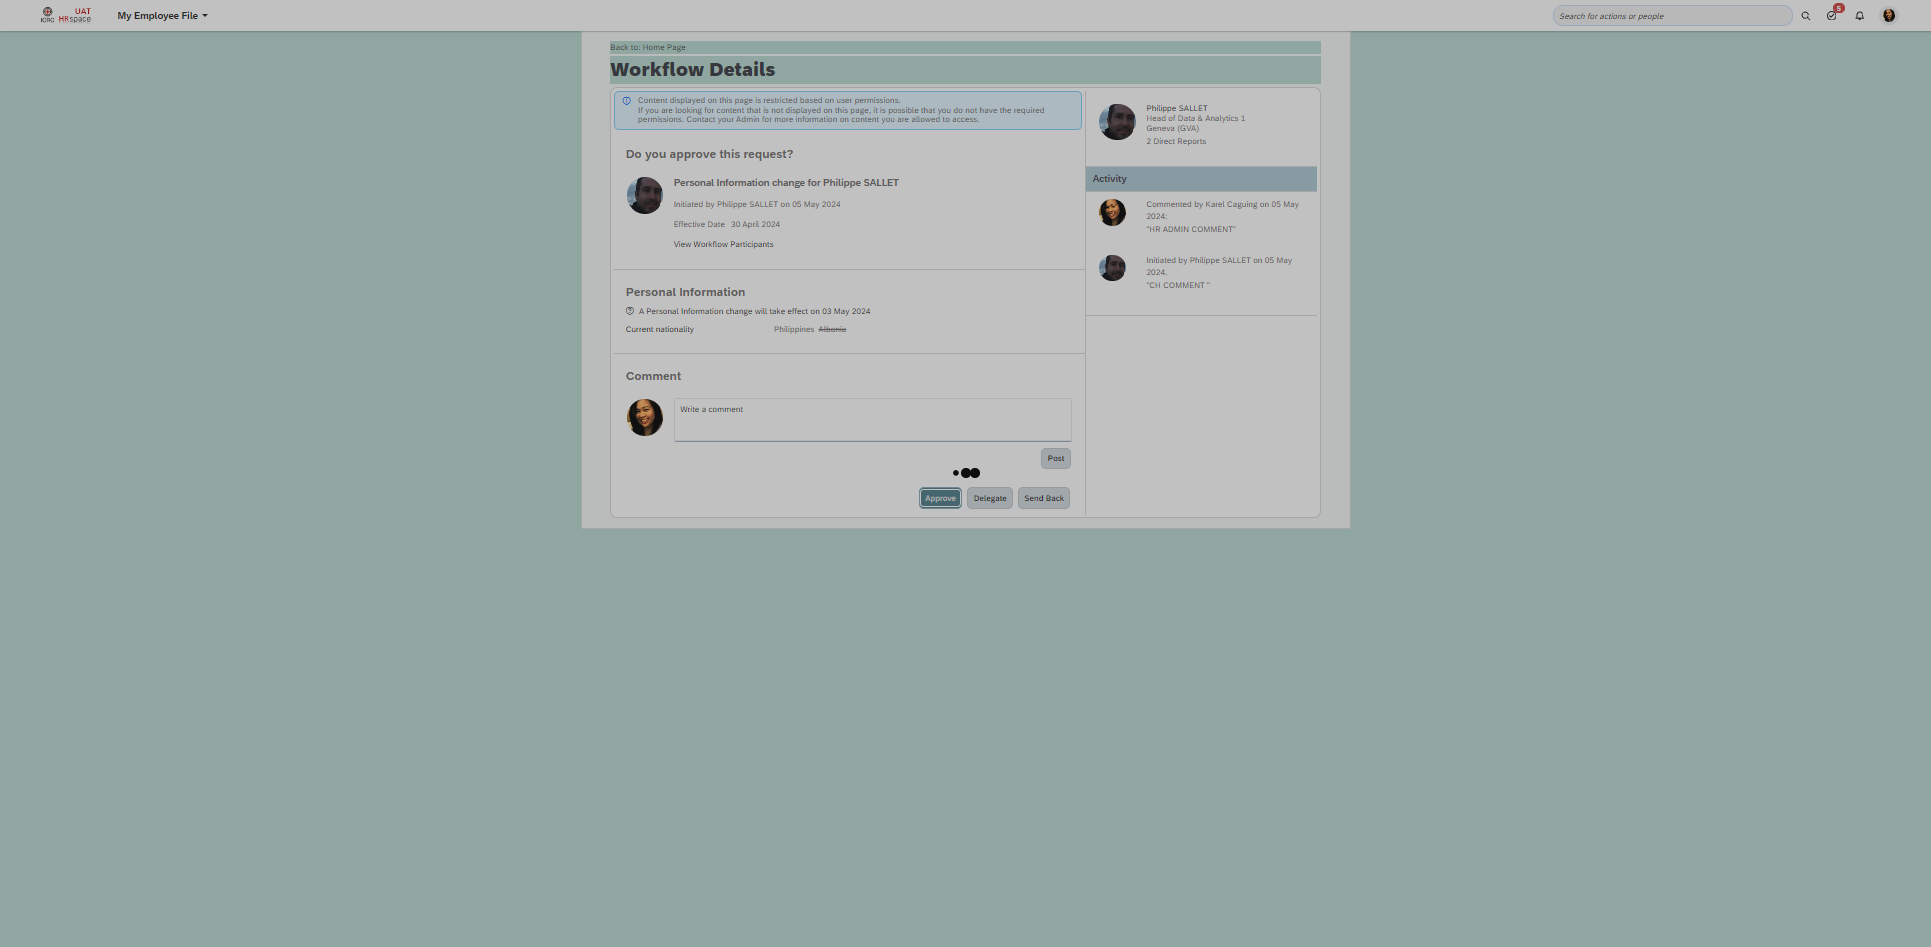 ICRC
UAT
HRspace
My Employee File
Search for actions or people
5
Back to: Home Page
Workflow Details
Content displayed on this page is restricted based on user permissions.
If you are looking for content that is not displayed on this page, it is possible that you do not have the required
permissions. Contact your Admin for more information on content you are allowed to access.
Do you approve this request?
Personal Information change for Philippe SALLET
Initiated by Philippe SALLET on 05 May 2024
Effective Date 30 April 2024
View Workflow Participants
Personal Information
A Personal Information change will take effect on 03 May 2024
Current nationality Philippines Albania
Comment
Write a comment
Post
Approve Delegate Send Back
Philippe SALLET
Head of Data & Analytics 1
Geneva (GVA)
2 Direct Reports
Activity
Commented by Karel Caguing on 05 May
2024:
"HR ADMIN COMMENT"
Initiated by Philippe SALLET on 05 May
2024.
"CH COMMENT "